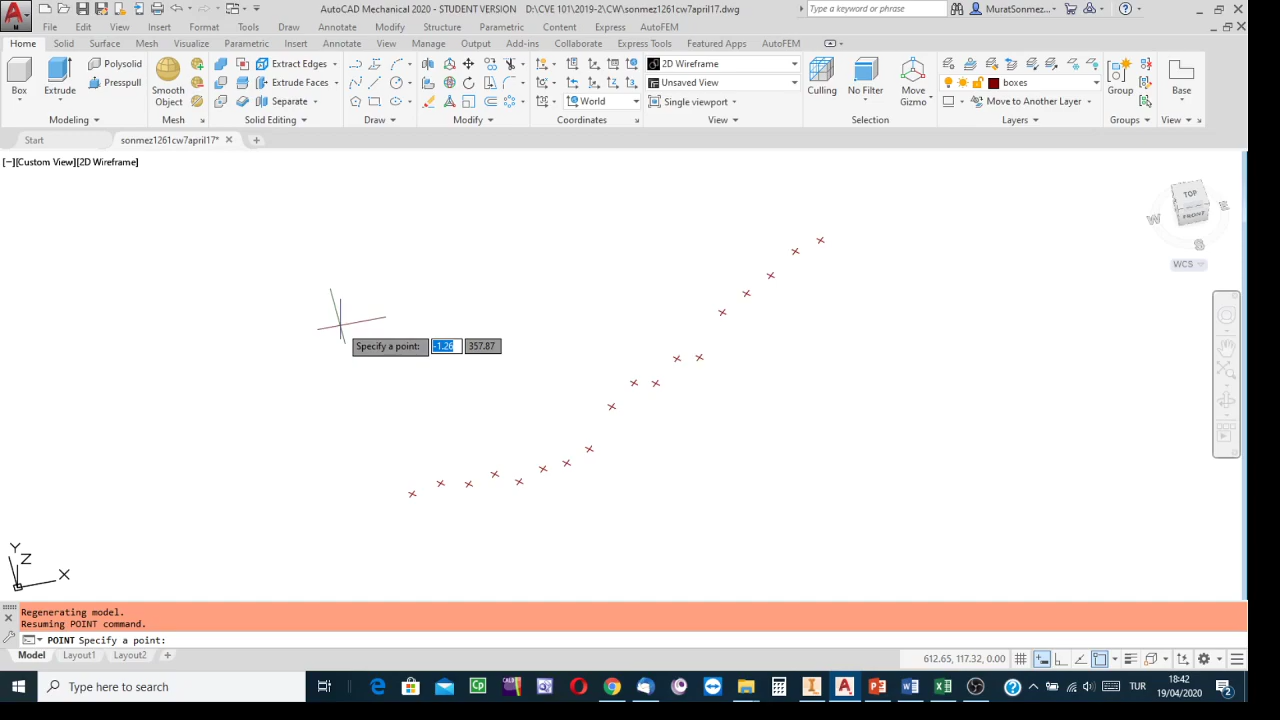 AutoCAD Mechanical 2020 - STUDENT VERSION D:\CVE 101\2019-2\CW\sonmez1261cw7april17.dwg
Type a keyword or phrase
MuratSonmez...
File Edit View Insert Format Tools Draw Dimension Modify Parametric Window Help Content Express AutoFEM
Home Solid Surface Mesh Visualize Parametric Insert Annotate View Manage Output Add-ins Collaborate Express Tools Featured Apps AutoFEM
Box
Extrude
Polysolid
Presspull
Smooth Object
Extract Edges
Extrude Faces
Separate
World
2D Wireframe
Unsaved View
Single viewport
Culling
No Filter
Move Gizmo
boxes
Move to Another Layer
Group
Base
Modeling Mesh Solid Editing Draw Modify Coordinates View Selection Layers Groups View
Start sonmez1261cw7april17*
[−][Custom View][2D Wireframe]
TOP
FRONT
W
E
S
WCS
Specify a point: -1.26 357.87
Y
Z
X
Regenerating model.
Resuming POINT command.
POINT Specify a point:
Model Layout1 Layout2
612.65, 117.32, 0.00
Type here to search
TUR
18:42
19/04/2020
2